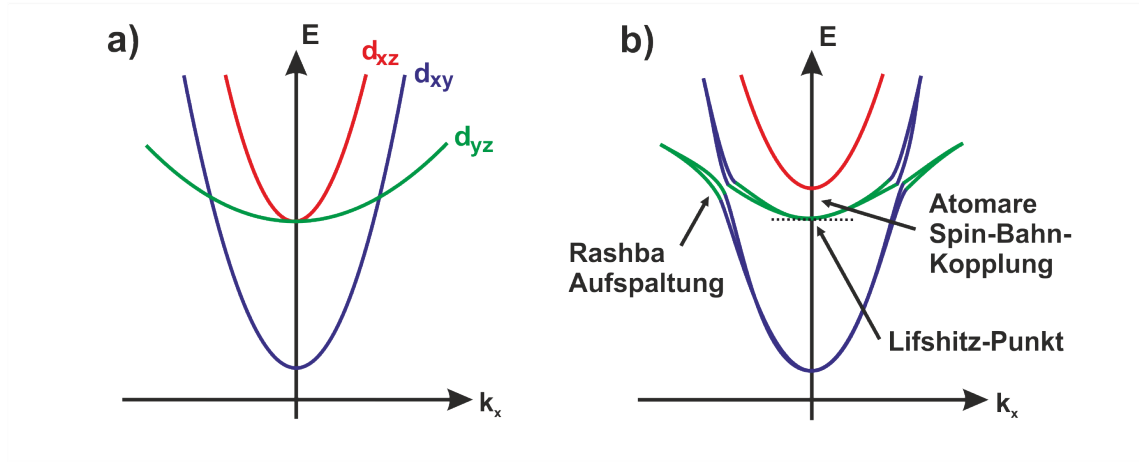 a)
E
dxz
dxy
dyz
kx
b)
E
Atomare
Spin-Bahn-
Kopplung
Rashba
Aufspaltung
Lifshitz-Punkt
kx